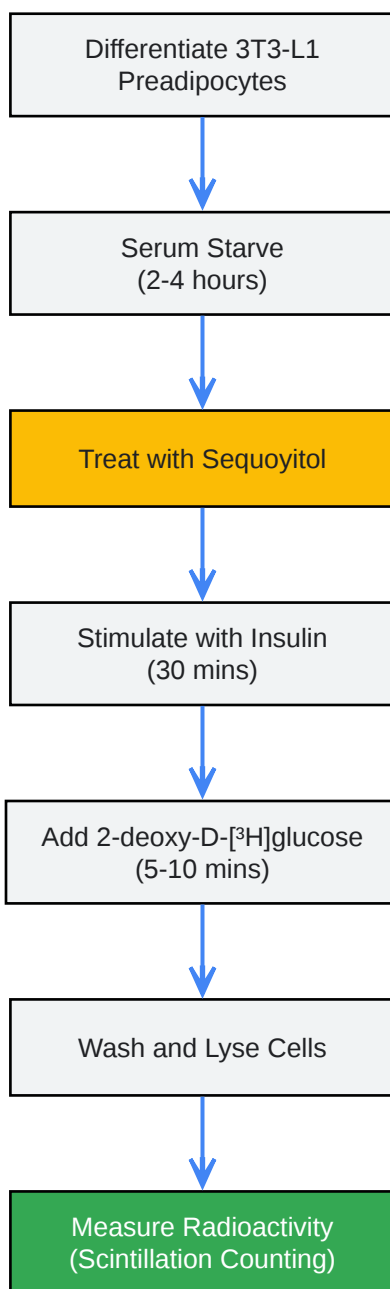 Differentiate 3T3-L1
Preadipocytes
Serum Starve
(2-4 hours)
Treat with Sequoyitol
Stimulate with Insulin
(30 mins)
Add 2-deoxy-D-[³H]glucose
(5-10 mins)
Wash and Lyse Cells
Measure Radioactivity
(Scintillation Counting)